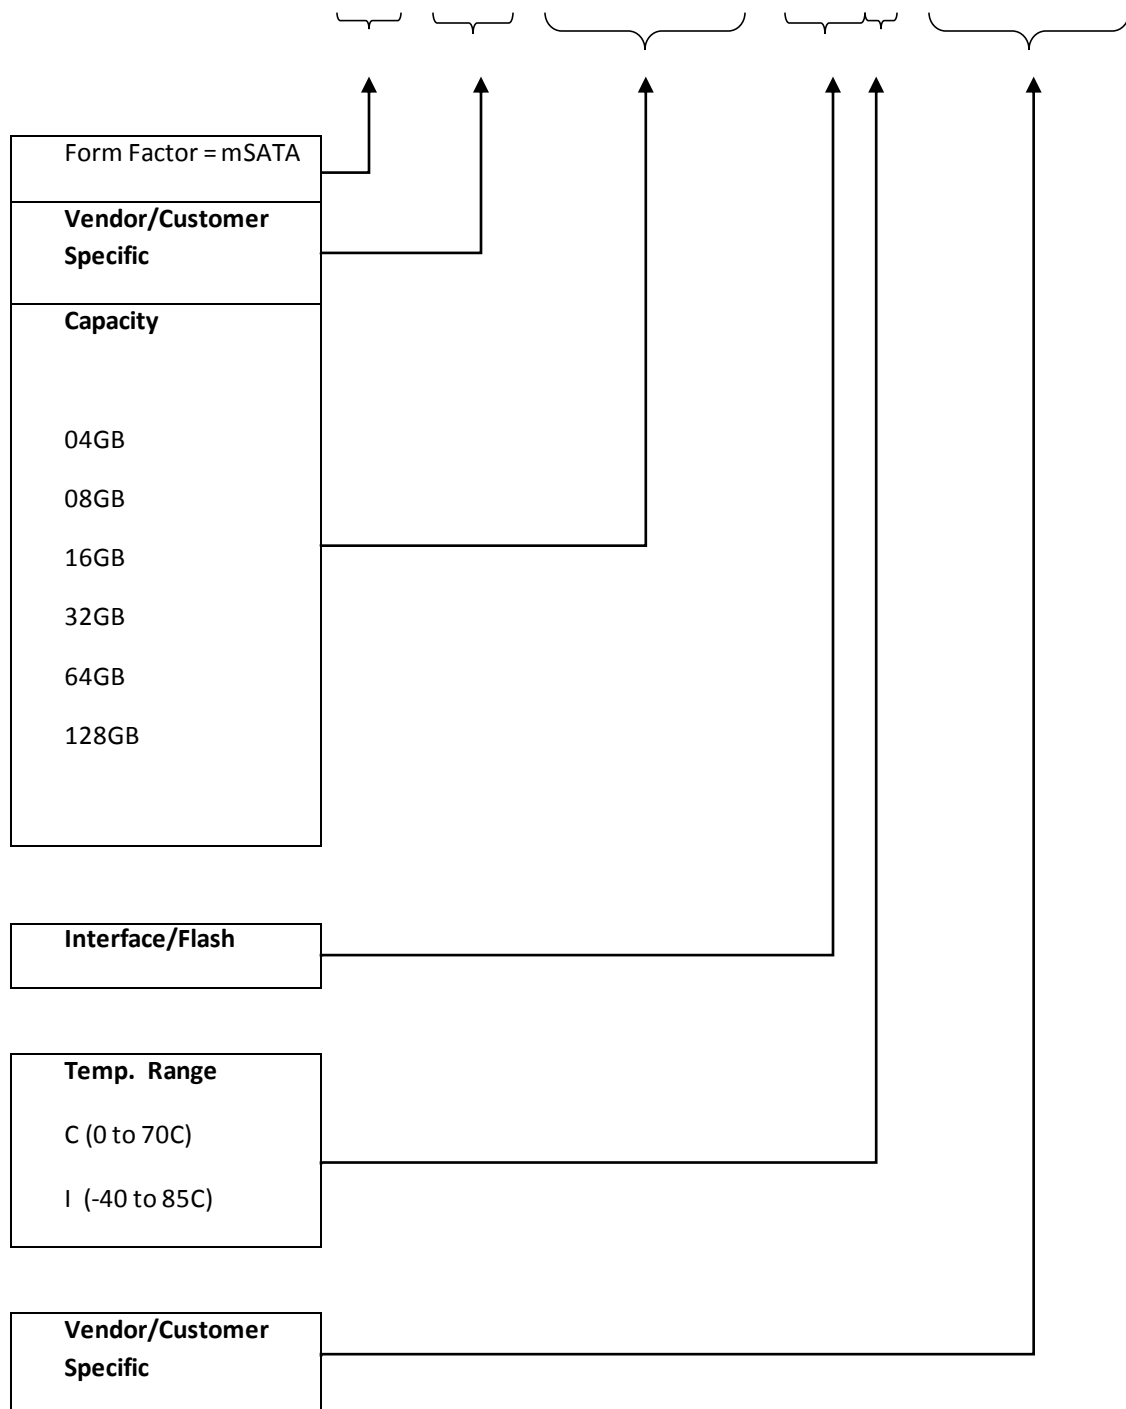 Form Factor = mSATA
Vendor/Customer
Specific
Capacity
04GB
08GB
16GB
32GB
64GB
128GB
Interface/Flash
Temp. Range
C (0 to 70C)
I (-40 to 85C)
Vendor/Customer
Specific